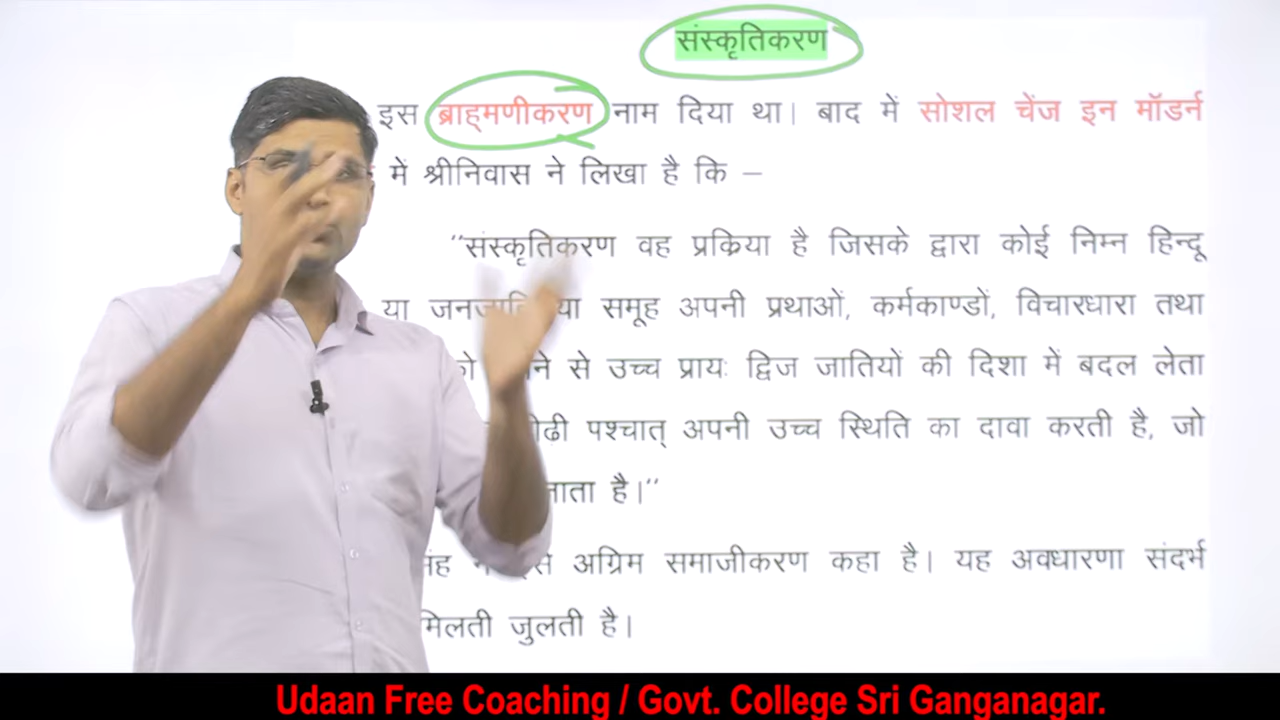 संस्कृतिकरण
इस ब्राह्मणीकरण नाम दिया था। बाद में सोशल चेंज इन मॉडर्न
में श्रीनिवास ने लिखा है कि –
"संस्कृतिकरण वह प्रक्रिया है जिसके द्वारा कोई निम्न हिन्दू
या समूह अपनी प्रथाओं, कर्मकाण्डों, विचारधारा तथा
से उच्च प्रायः द्विज जातियों की दिशा में बदल लेता
पश्चात् अपनी उच्च स्थिति का दावा करती है, जो
है।"
अग्रिम समाजीकरण कहा है। यह अवधारणा संदर्भ
मिलती जुलती है।
Udaan Free Coaching / Govt. College Sri Ganganagar.